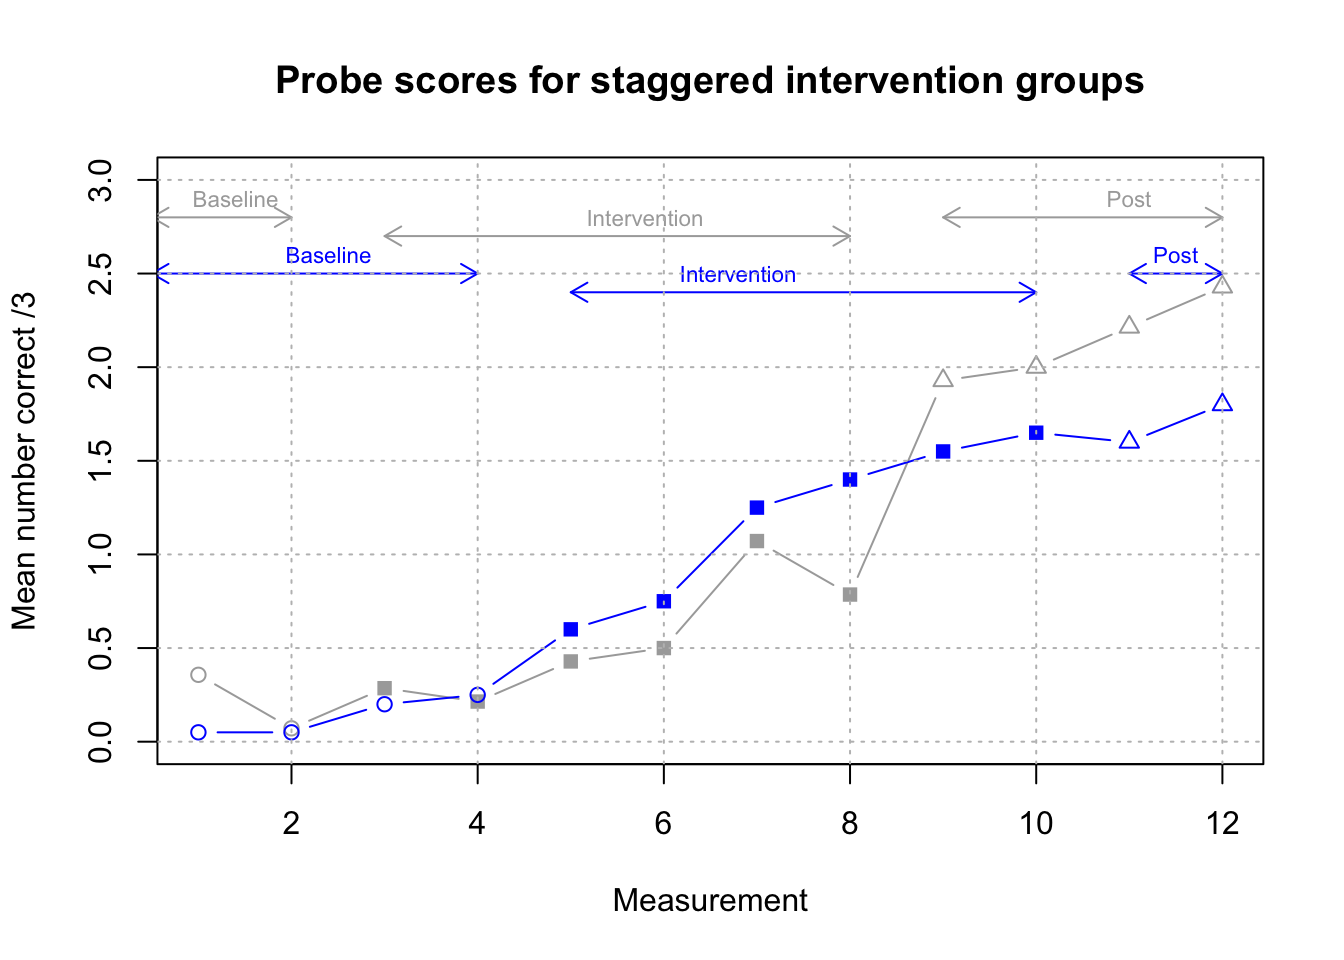 Probe scores for staggered intervention groups
Baseline
Intervention
Post
Baseline
Intervention
Post
3.0
2.5
2.0
1.5
1.0
0.5
0.0
Mean number correct /3
2 4 6 8 10 12
Measurement